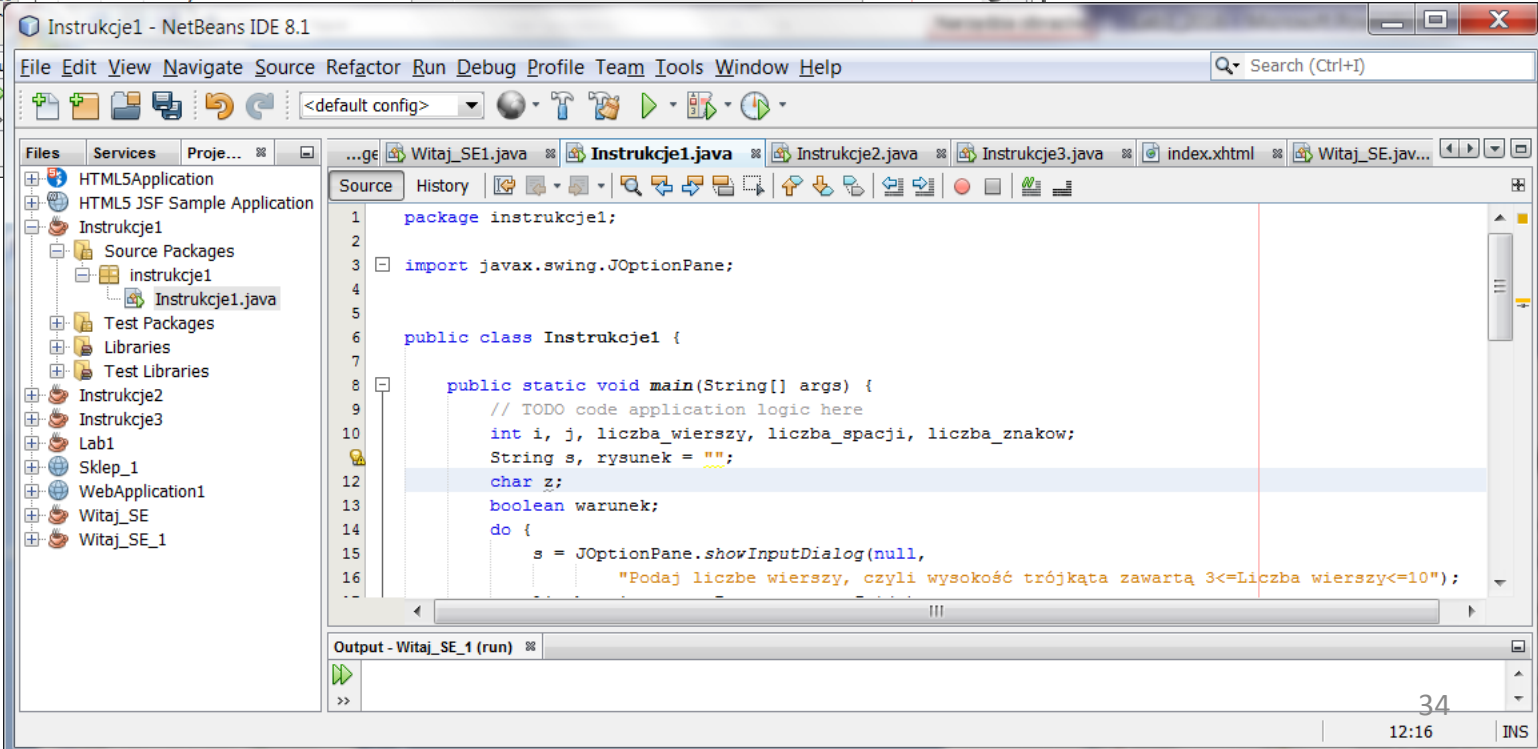 Instrukcje1 - NetBeans IDE 8.1
File Edit View Navigate Source Refactor Run Debug Profile Team Tools Window Help
Search (Ctrl+I)
<default config>
Files Services Proje...
...ge Witaj_SE1.java Instrukcje1.java Instrukcje2.java Instrukcje3.java index.xhtml Witaj_SE.jav...
Source History
HTML5Application
HTML5 JSF Sample Application
Instrukcje1
Source Packages
instrukcje1
Instrukcje1.java
Test Packages
Libraries
Test Libraries
Instrukcje2
Instrukcje3
Lab1
Sklep_1
WebApplication1
Witaj_SE
Witaj_SE_1
1 package instrukcje1;
2
3 import javax.swing.JOptionPane;
4
5
6 public class Instrukcje1 {
7
8 public static void main(String[] args) {
9 // TODO code application logic here
10 int i, j, liczba_wierszy, liczba_spacji, liczba_znakow;
String s, rysunek = "";
12 char z;
13 boolean warunek;
14 do {
15 s = JOptionPane.showInputDialog(null,
16 "Podaj liczbe wierszy, czyli wysokość trójkąta zawartą 3<=Liczba wierszy<=10");
Output - Witaj_SE_1 (run)
34
12:16 INS